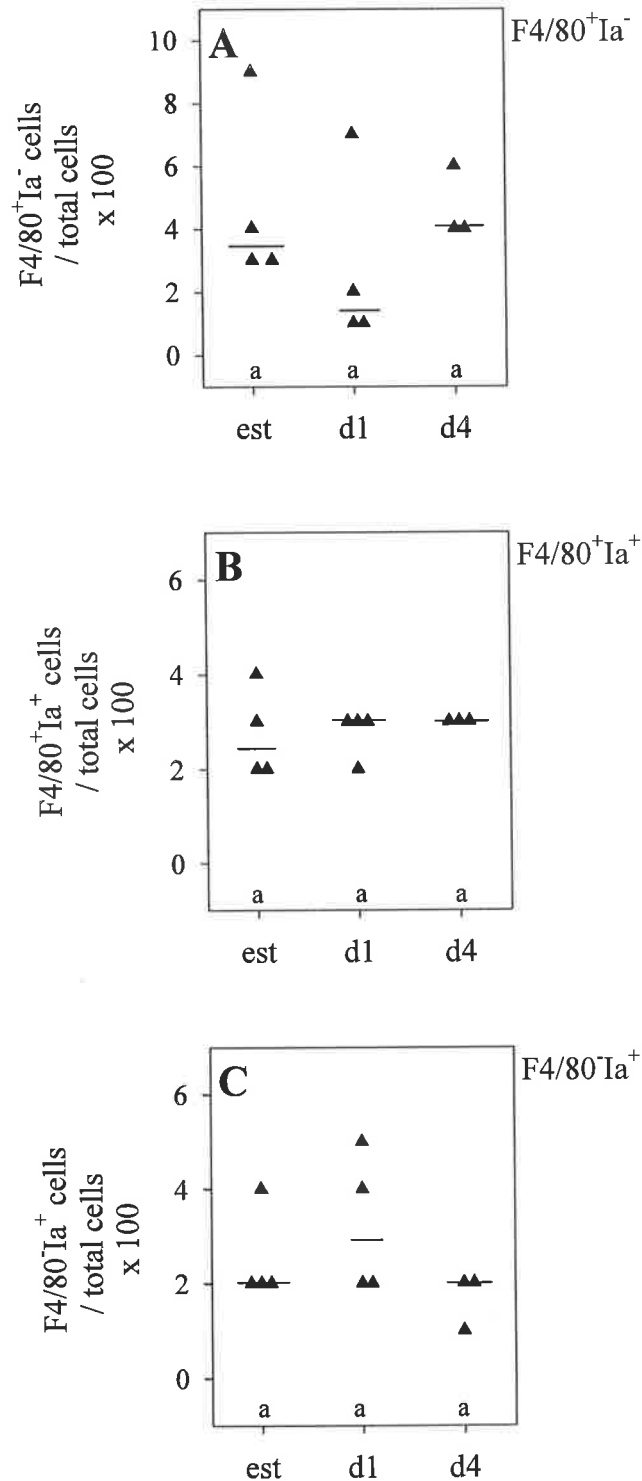 A
F4/80⁺Ia⁻
F4/80⁺Ia⁻ cells
/ total cells
x 100
10
8
6
4
2
0
a a a
est d1 d4
B
F4/80⁺Ia⁺
F4/80⁺Ia⁺ cells
/ total cells
x 100
6
4
2
0
a a a
est d1 d4
C
F4/80⁻Ia⁺
F4/80⁻Ia⁺ cells
/ total cells
x 100
6
4
2
0
a a a
est d1 d4